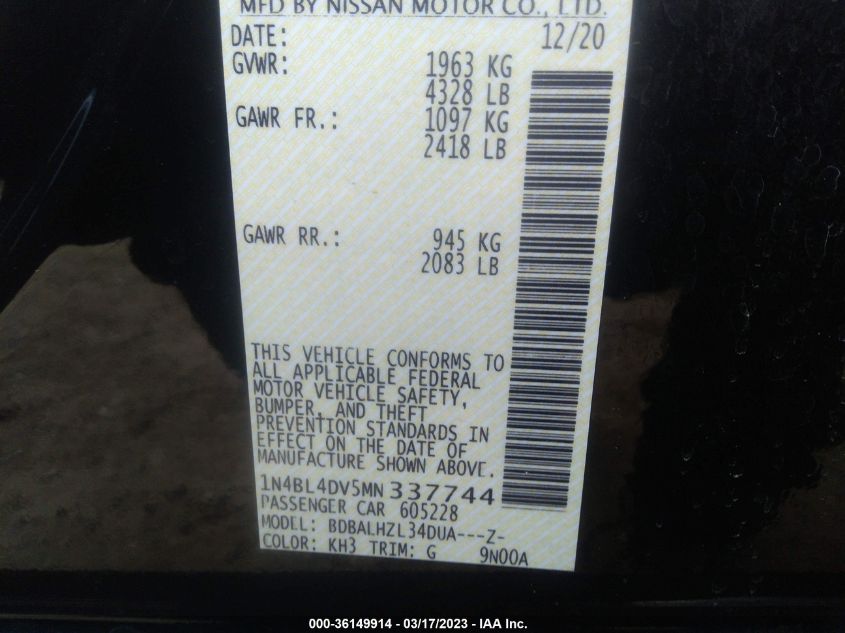 MFD BY NISSAN MOTOR CO., LTD.
DATE: 12/20
GVWR: 1963 KG
4328 LB
GAWR FR.: 1097 KG
2418 LB
GAWR RR.: 945 KG
2083 LB
THIS VEHICLE CONFORMS TO
ALL APPLICABLE FEDERAL
MOTOR VEHICLE SAFETY,
BUMPER, AND THEFT
PREVENTION STANDARDS IN
EFFECT ON THE DATE OF
MANUFACTURE SHOWN ABOVE.
1N4BL4DV5MN 337744
PASSENGER CAR 605228
MODEL: BDBALHZL34DUA---Z-
COLOR: KH3 TRIM: G 9N00A
000-36149914 - 03/17/2023 - IAA Inc.